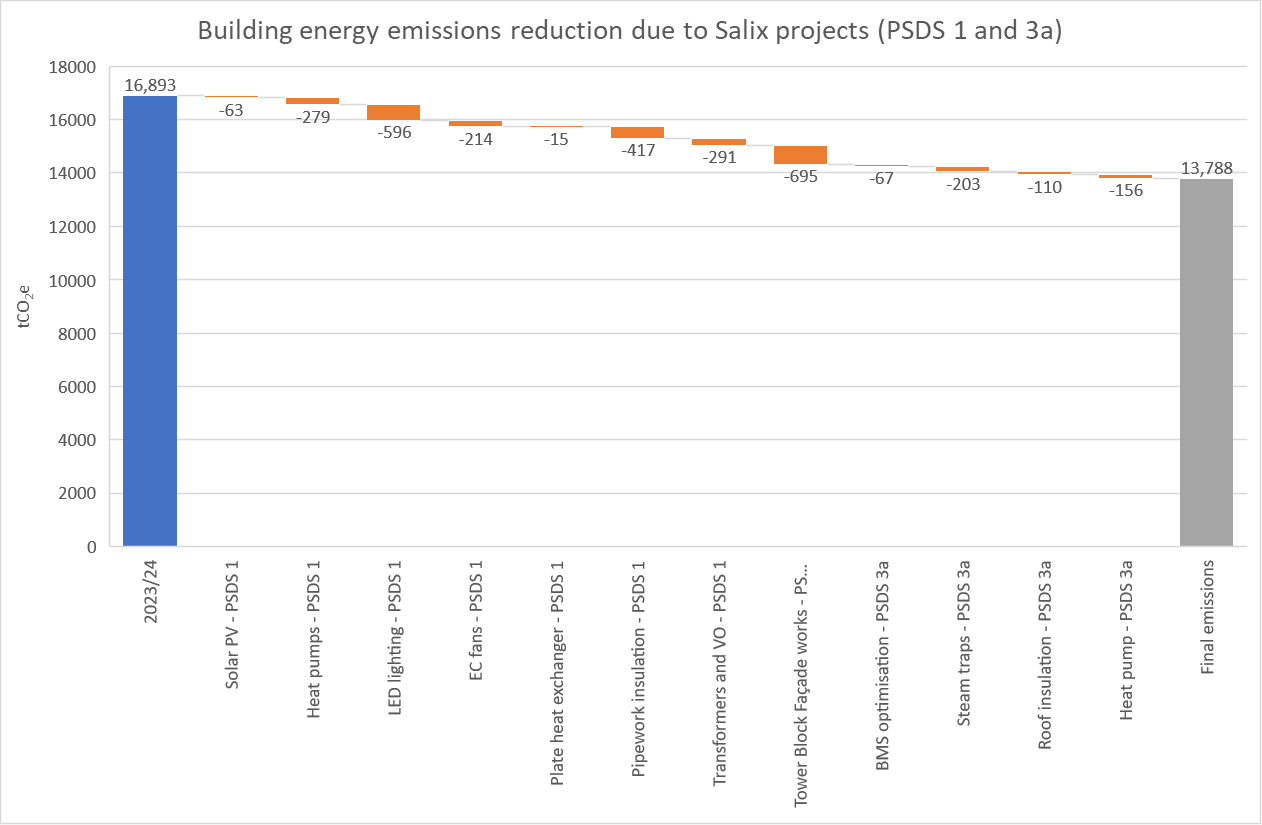 Building energy emissions reduction due to Salix projects (PSDS 1 and 3a)
18000
16000
14000
12000
10000
8000
6000
4000
2000
0
tCO₂e
16,893
-63
-279
-596
-214
-15
-417
-291
-695
-67
-203
-110
-156
13,788
2023/24
Solar PV - PSDS 1
Heat pumps - PSDS 1
LED lighting - PSDS 1
EC fans - PSDS 1
Plate heat exchanger - PSDS 1
Pipework insulation - PSDS 1
Transformers and VO - PSDS 1
Tower Block Façade works - PS...
BMS optimisation - PSDS 3a
Steam traps - PSDS 3a
Roof insulation - PSDS 3a
Heat pump - PSDS 3a
Final emissions